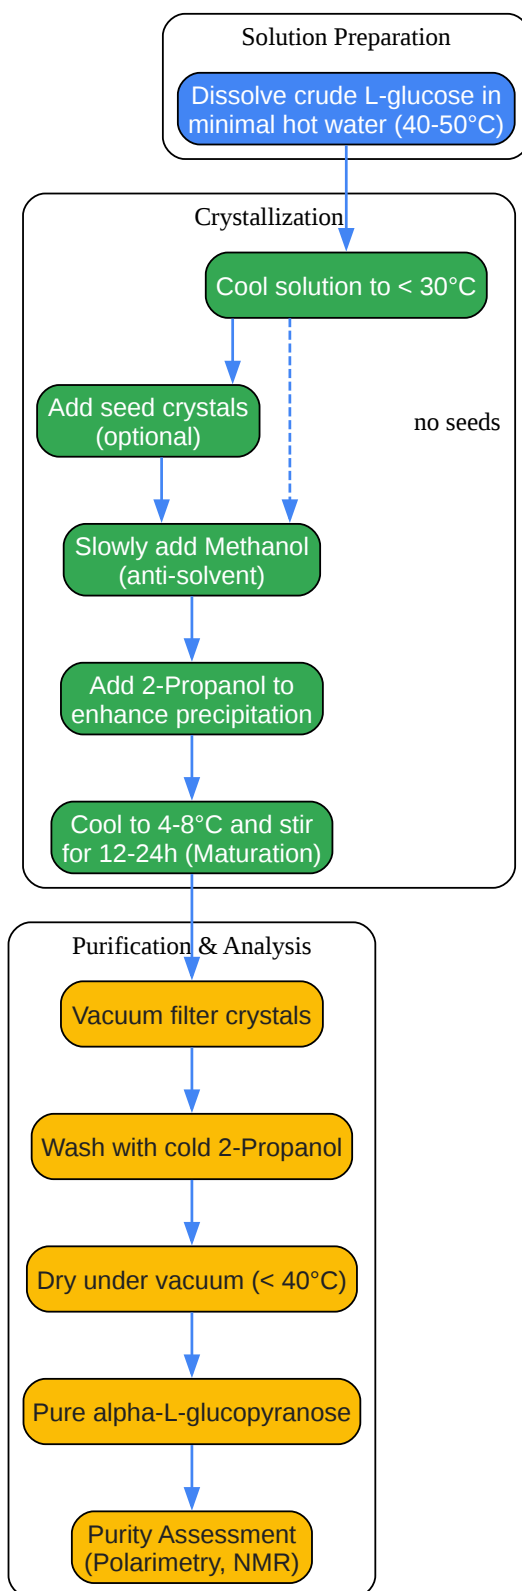 Solution Preparation
Dissolve crude L-glucose in
minimal hot water (40-50°C)
Crystallization
Cool solution to < 30°C
Add seed crystals
(optional)
no seeds
Slowly add Methanol
(anti-solvent)
Add 2-Propanol to
enhance precipitation
Cool to 4-8°C and stir
for 12-24h (Maturation)
Purification & Analysis
Vacuum filter crystals
Wash with cold 2-Propanol
Dry under vacuum (< 40°C)
Pure alpha-L-glucopyranose
Purity Assessment
(Polarimetry, NMR)